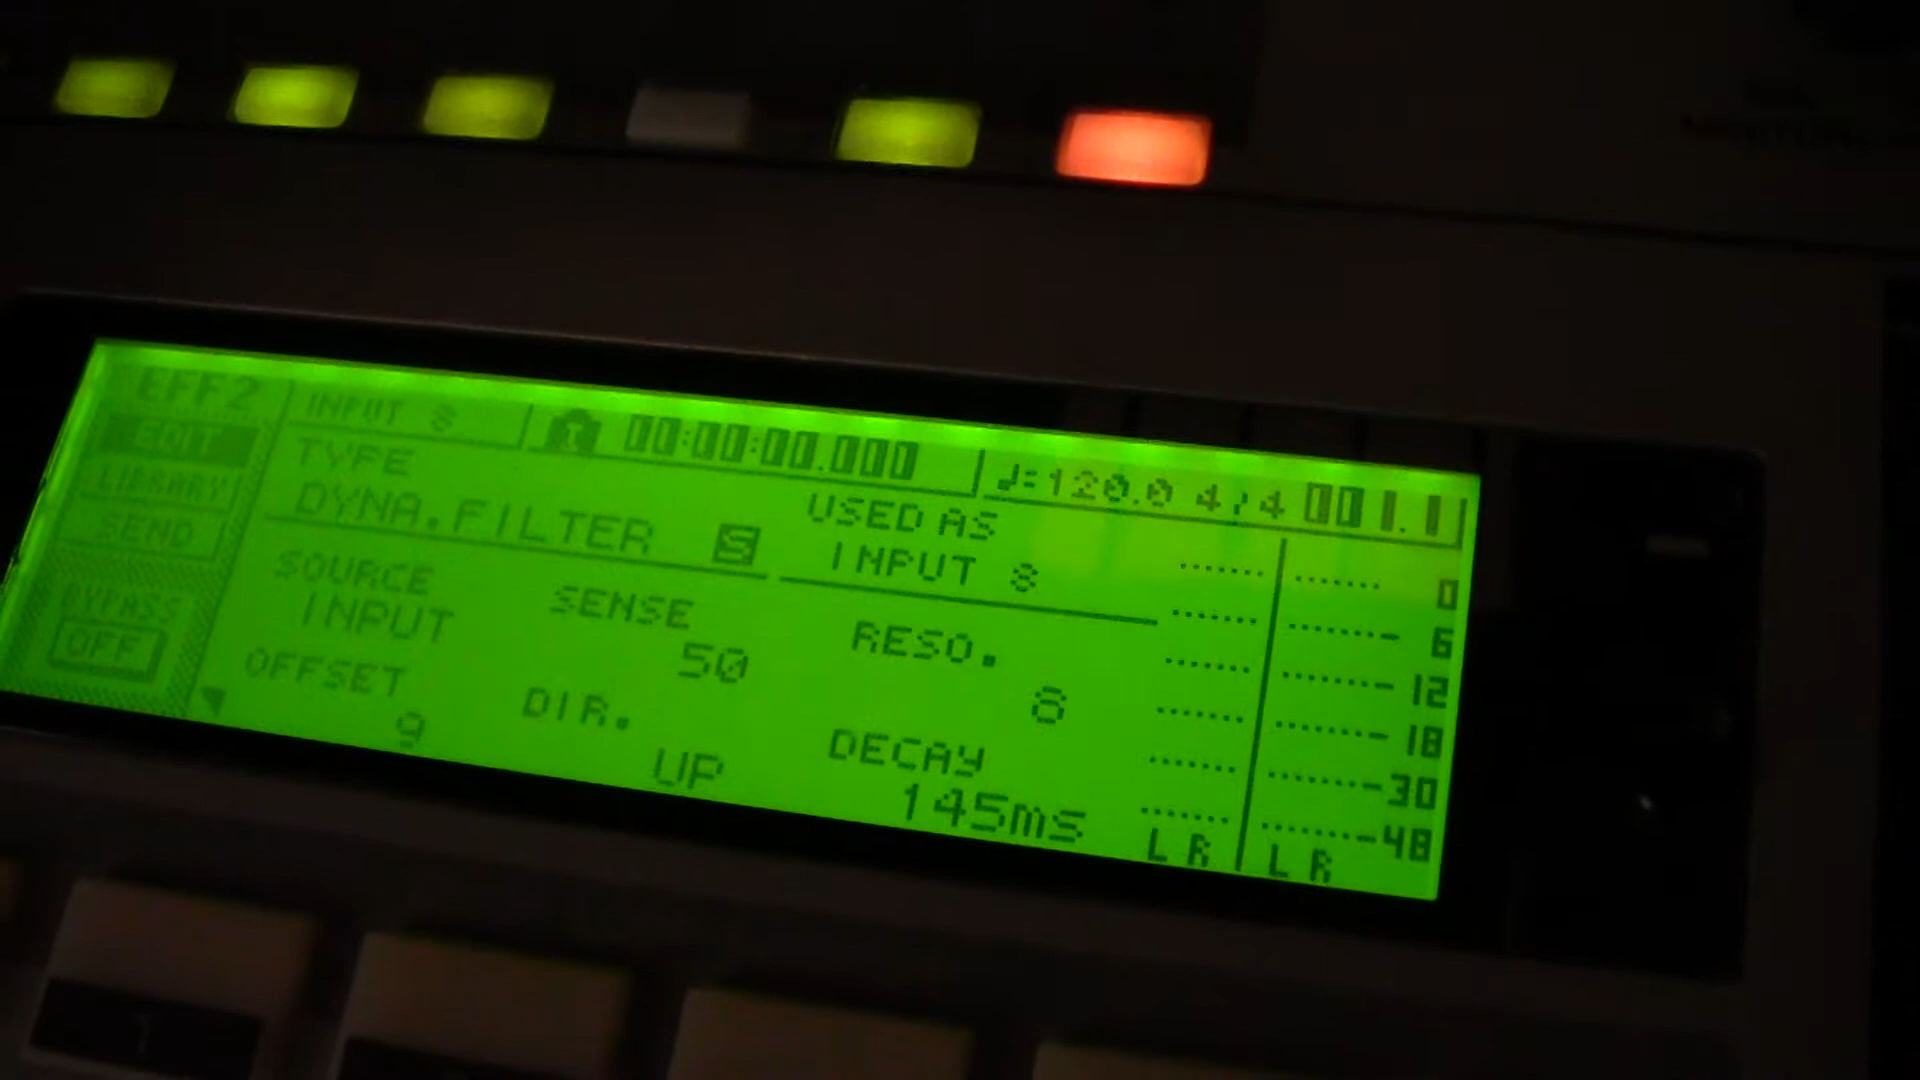 EFF2
EDIT
LIBRARY
SEND
BYPASS
OFF
INPUT 8
00:00:00.000
♩=120.0 4/4 001.1
TYPE
DYNA.FILTER S
USED AS
INPUT 8
SOURCE
INPUT
SENSE
50
RESO.
8
OFFSET
9
DIR.
UP
DECAY
145ms
0
6
12
18
30
48
L R L R
1